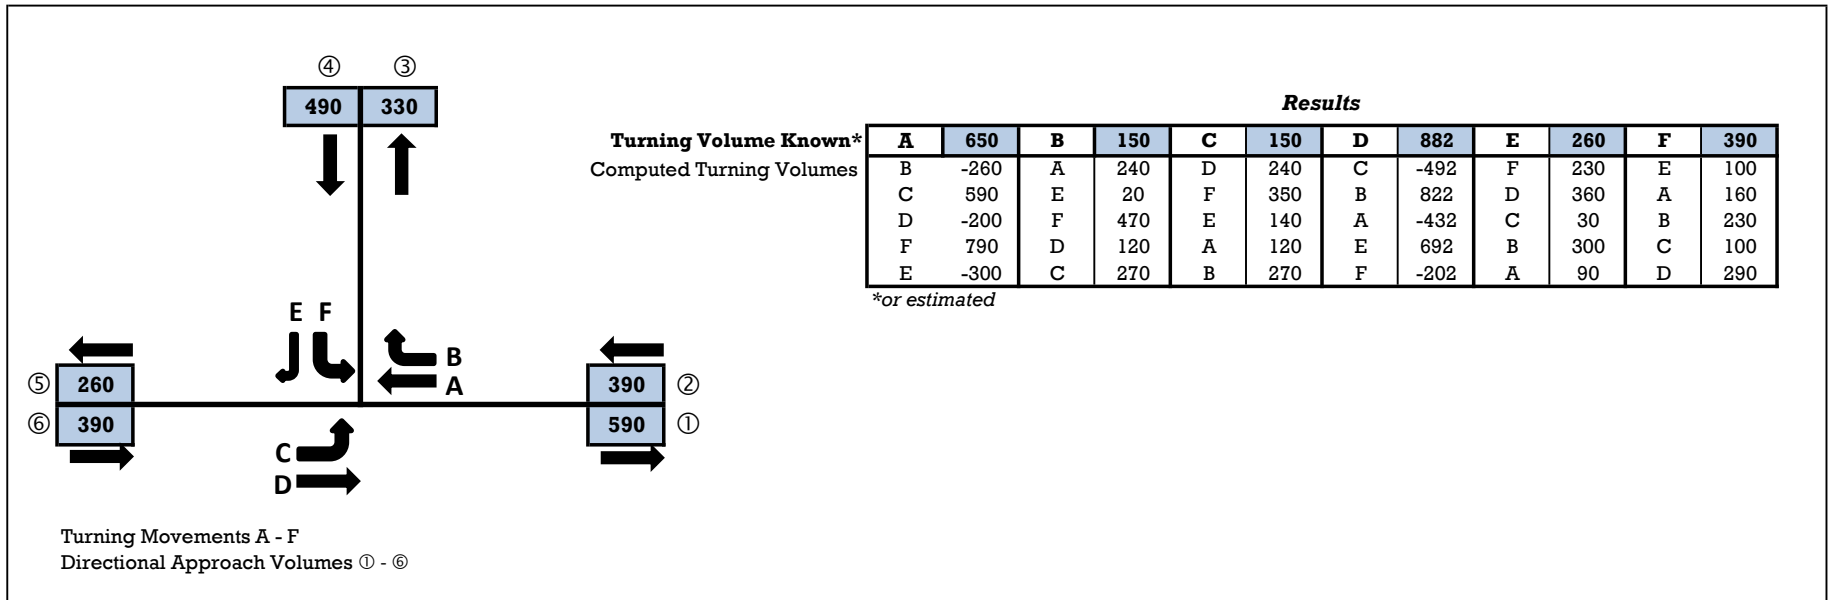 ④ ③
490 330
Results
Turning Volume Known* A 650 B 150 C 150 D 882 E 260 F 390
Computed Turning Volumes B -260 A 240 D 240 C -492 F 230 E 100
C 590 E 20 F 350 B 822 D 360 A 160
D -200 F 470 E 140 A -432 C 30 B 230
F 790 D 120 A 120 E 692 B 300 C 100
E -300 C 270 B 270 F -202 A 90 D 290
*or estimated
E F
B
A
⑤ 260 390 ②
⑥ 390 590 ①
C
D
Turning Movements A - F
Directional Approach Volumes ① - ⑥